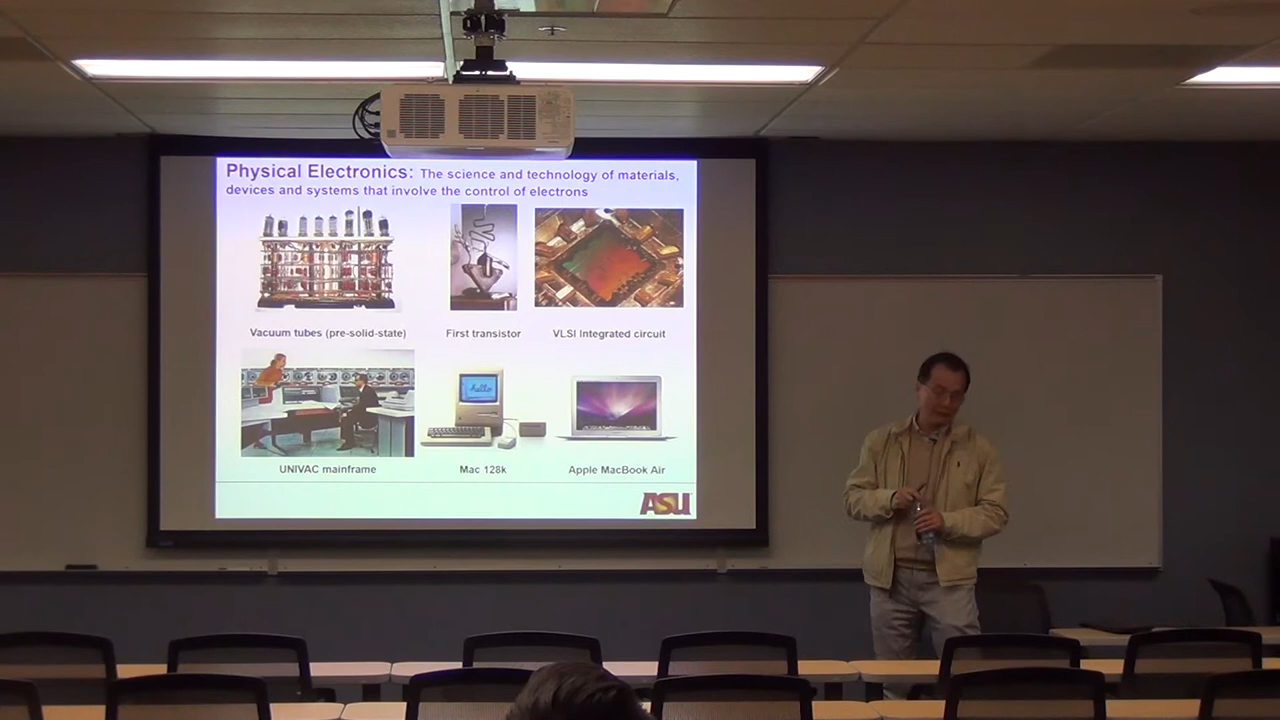 Physical Electronics: The science and technology of materials,
devices and systems that involve the control of electrons
Vacuum tubes (pre-solid-state)
First transistor
VLSI Integrated circuit
hello
UNIVAC mainframe
Mac 128k
Apple MacBook Air
ASU